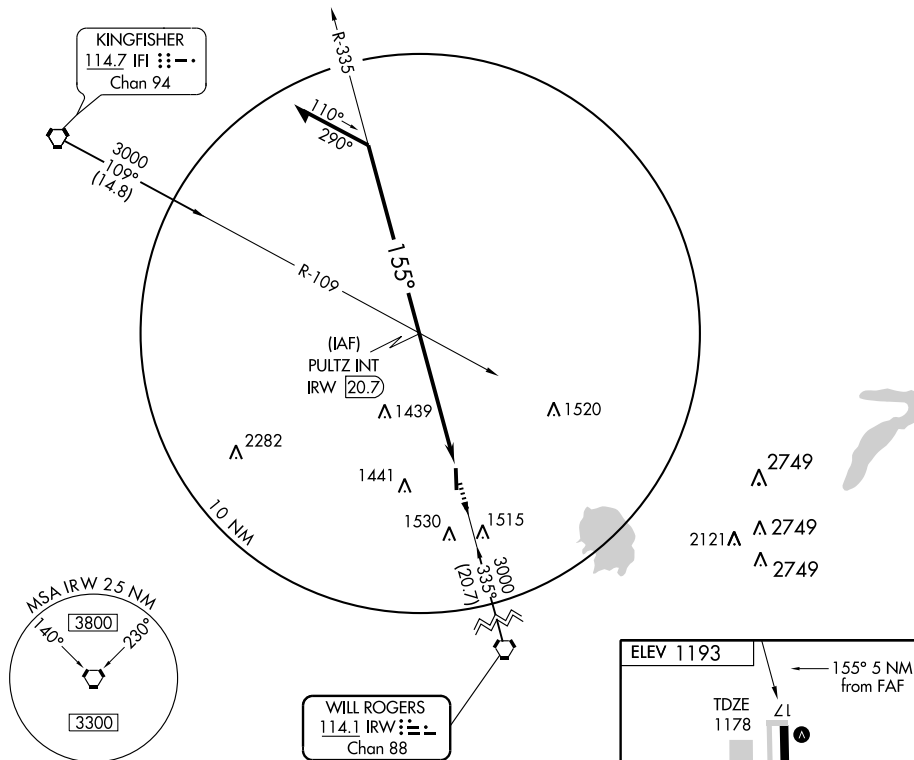 KINGFISHER
114.7 IFI
Chan 94
R-335
110°
290°
3000
109°
(14.8)
155°
R-109
(IAF)
PULTZ INT
IRW 20.7
1439
1520
2282
1441
2749
1530
1515
2121
2749
2749
10 NM
3000
335°
(20.7)
MSA IRW 25 NM
3800
140°
230°
3300
WILL ROGERS
114.1 IRW
Chan 88
ELEV 1193
155° 5 NM
from FAF
TDZE
1178
17